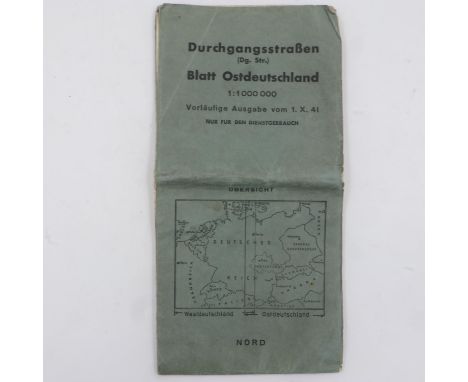 Durchgangsstraßen
(Dg. Str.)
Blatt Ostdeutschland
1:1 000 000
Vorläufige Ausgabe vom 1. X. 41
NUR FÜR DEN DIENSTGEBRAUCH
ÜBERSICHT
DEUTSCHES
GENERAL
REICH
Westdeutschland
Ostdeutschland
NORD